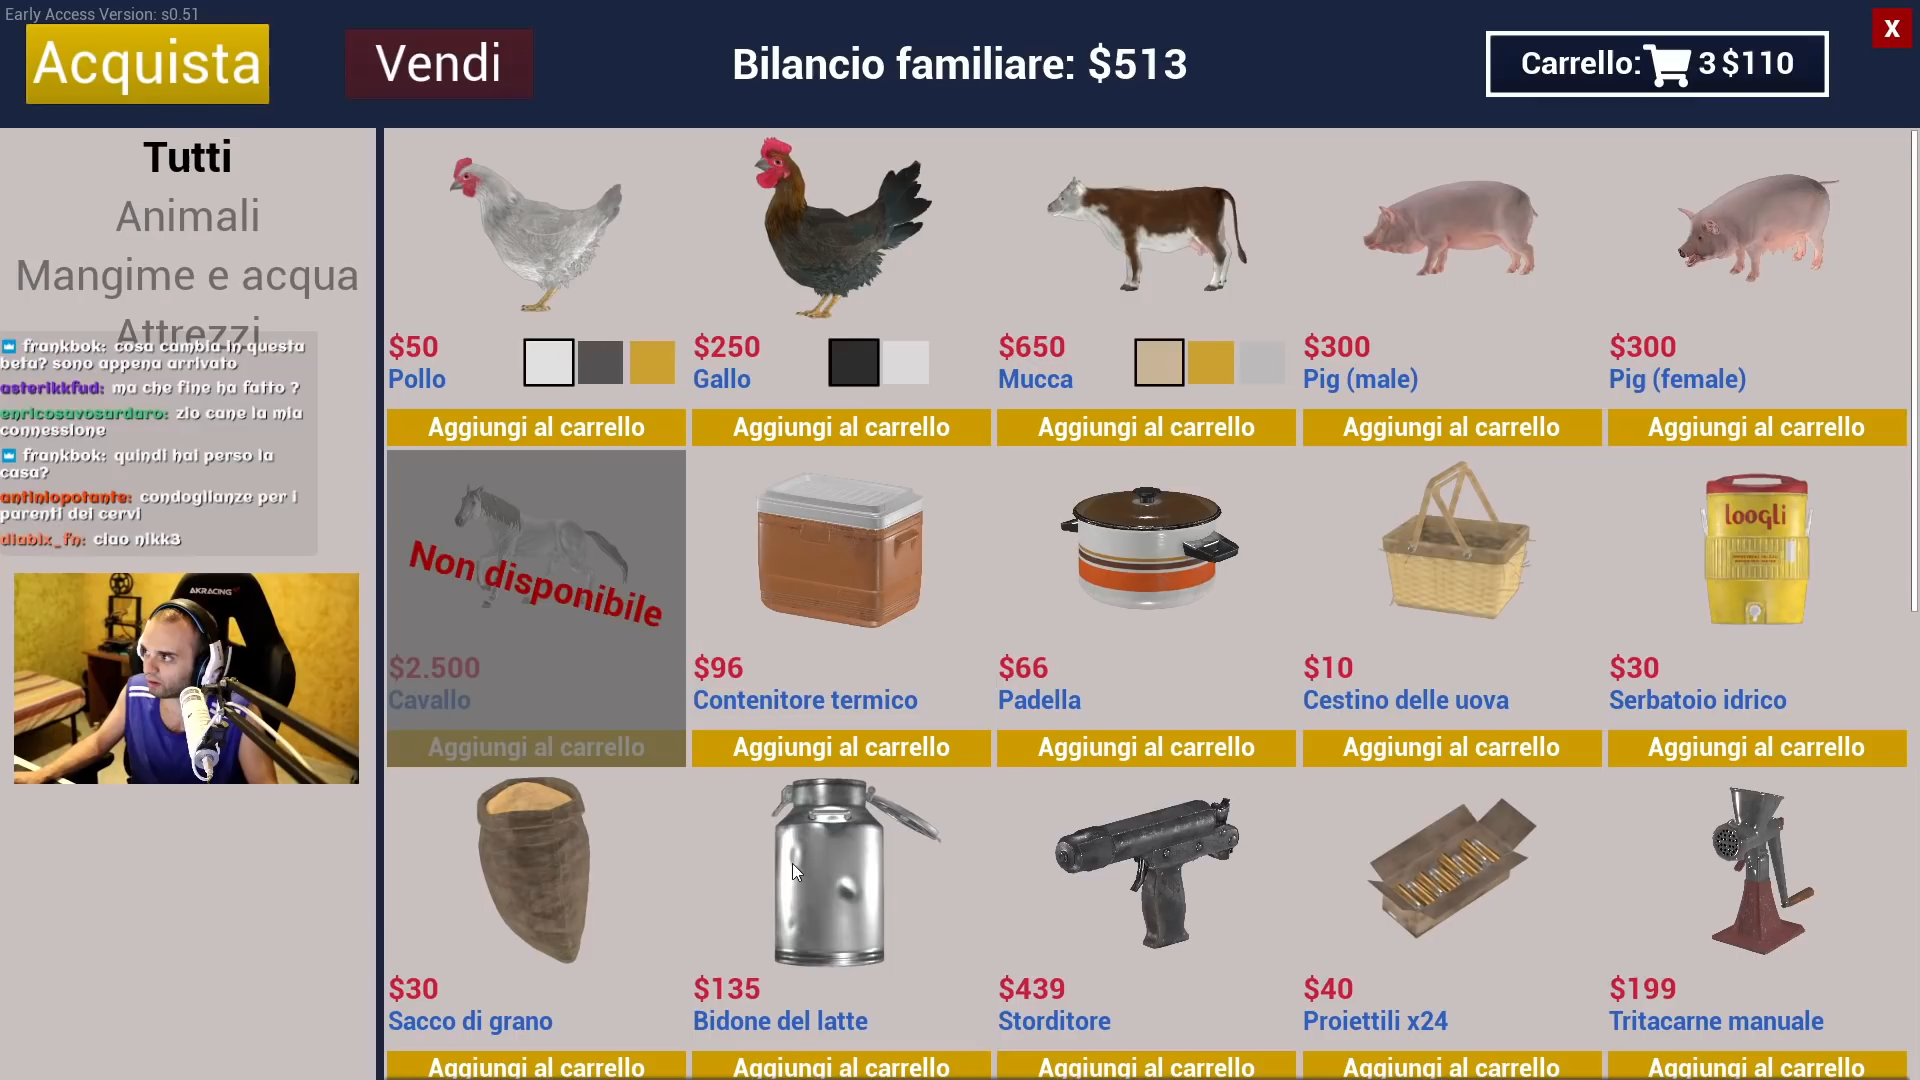 Early Access Version: s0.51
Acquista
Vendi
Bilancio familiare: $513
Carrello: 3 $110
X
Tutti
Animali
Mangime e acqua
Attrezzi
frankbok: cosa cambia in questa
beta? sono appena arrivato
asterikkfud: ma che fine ha fatto ?
enricosavosardaro: zio cane la mia
connessione
frankbok: quindi hai perso la
casa?
antiniopotante: condoglianze per i
parenti dei cervi
diabix_fn: ciao nikk3
AKRACING
$50
Pollo
$250
Gallo
$650
Mucca
$300
Pig (male)
$300
Pig (female)
Aggiungi al carrello
Aggiungi al carrello
Aggiungi al carrello
Aggiungi al carrello
Aggiungi al carrello
Non disponibile
loogli
$2.500
Cavallo
$96
Contenitore termico
$66
Padella
$10
Cestino delle uova
$30
Serbatoio idrico
Aggiungi al carrello
Aggiungi al carrello
Aggiungi al carrello
Aggiungi al carrello
Aggiungi al carrello
$30
Sacco di grano
$135
Bidone del latte
$439
Storditore
$40
Proiettili x24
$199
Tritacarne manuale
Aggiungi al carrello
Aggiungi al carrello
Aggiungi al carrello
Aggiungi al carrello
Aggiungi al carrello